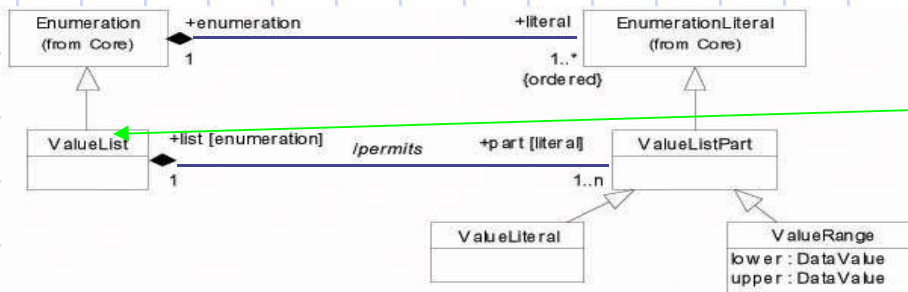 Enumeration
(from Core)
+enumeration
+literal
1
1..*
{ordered}
EnumerationLiteral
(from Core)
ValueList
+list [enumeration]
/permits
+part [literal]
1
1..n
ValueListPart
ValueLiteral
ValueRange
lower : DataValue
upper : DataValue